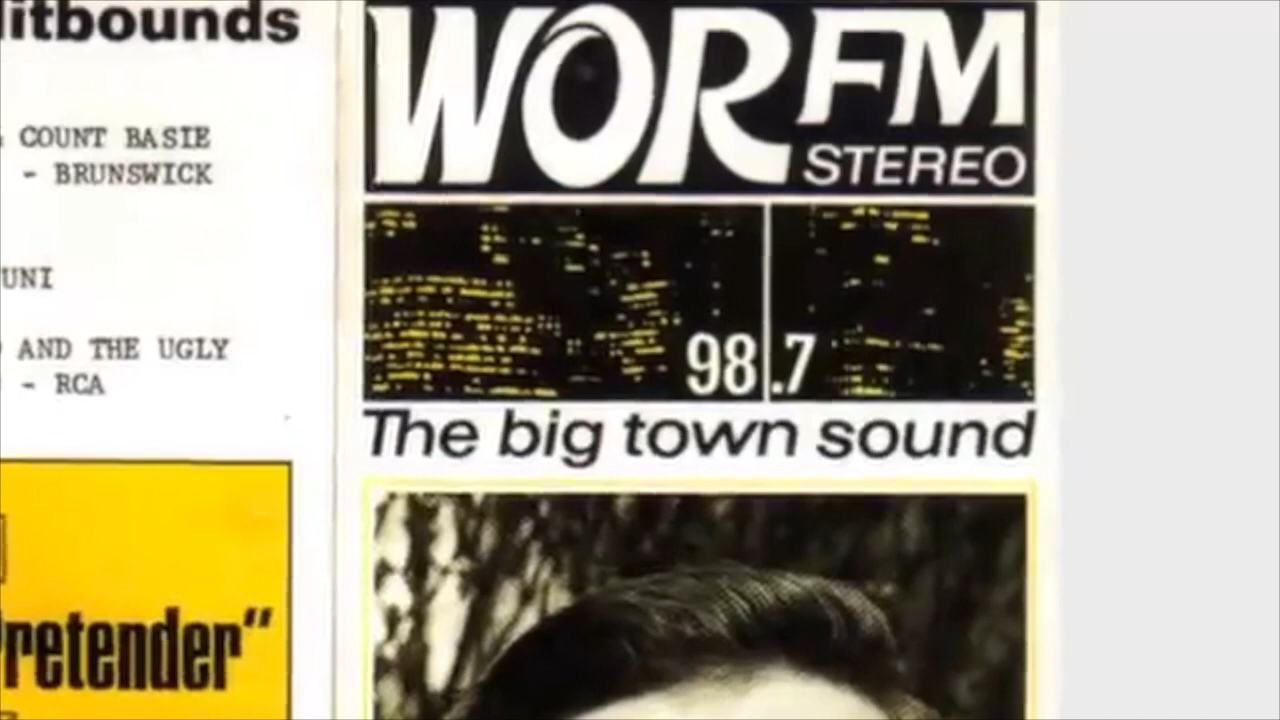 itbounds
COUNT BASIE
- BRUNSWICK
UNI
AND THE UGLY
- RCA
retender"
WOR FM
STEREO
98.7
The big town sound